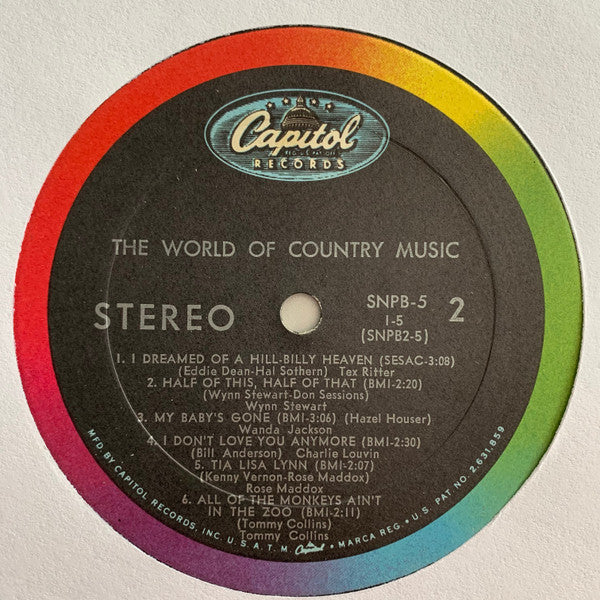 Capitol
REG. U.S. PAT. OFF.
RECORDS
THE WORLD OF COUNTRY MUSIC
STEREO
SNPB-5
1-5
(SNPB2-5)
2
1. I DREAMED OF A HILL-BILLY HEAVEN (SESAC-3:08)
(Eddie Dean-Hal Sothern) Tex Ritter
2. HALF OF THIS, HALF OF THAT (BMI-2:20)
(Wynn Stewart-Don Sessions)
Wynn Stewart
3. MY BABY'S GONE (BMI-3:06) (Hazel Houser)
Wanda Jackson
4. I DON'T LOVE YOU ANYMORE (BMI-2:30)
(Bill Anderson) Charlie Louvin
5. TIA LISA LYNN (BMI-2:07)
(Kenny Vernon-Rose Maddox)
Rose Maddox
6. ALL OF THE MONKEYS AIN'T
IN THE ZOO (BMI-2:11)
(Tommy Collins)
Tommy Collins
MFD. BY CAPITOL RECORDS, INC. U.S.A. T.M. Capitol MARCA REG. • U.S. PAT. NO. 2,631,859